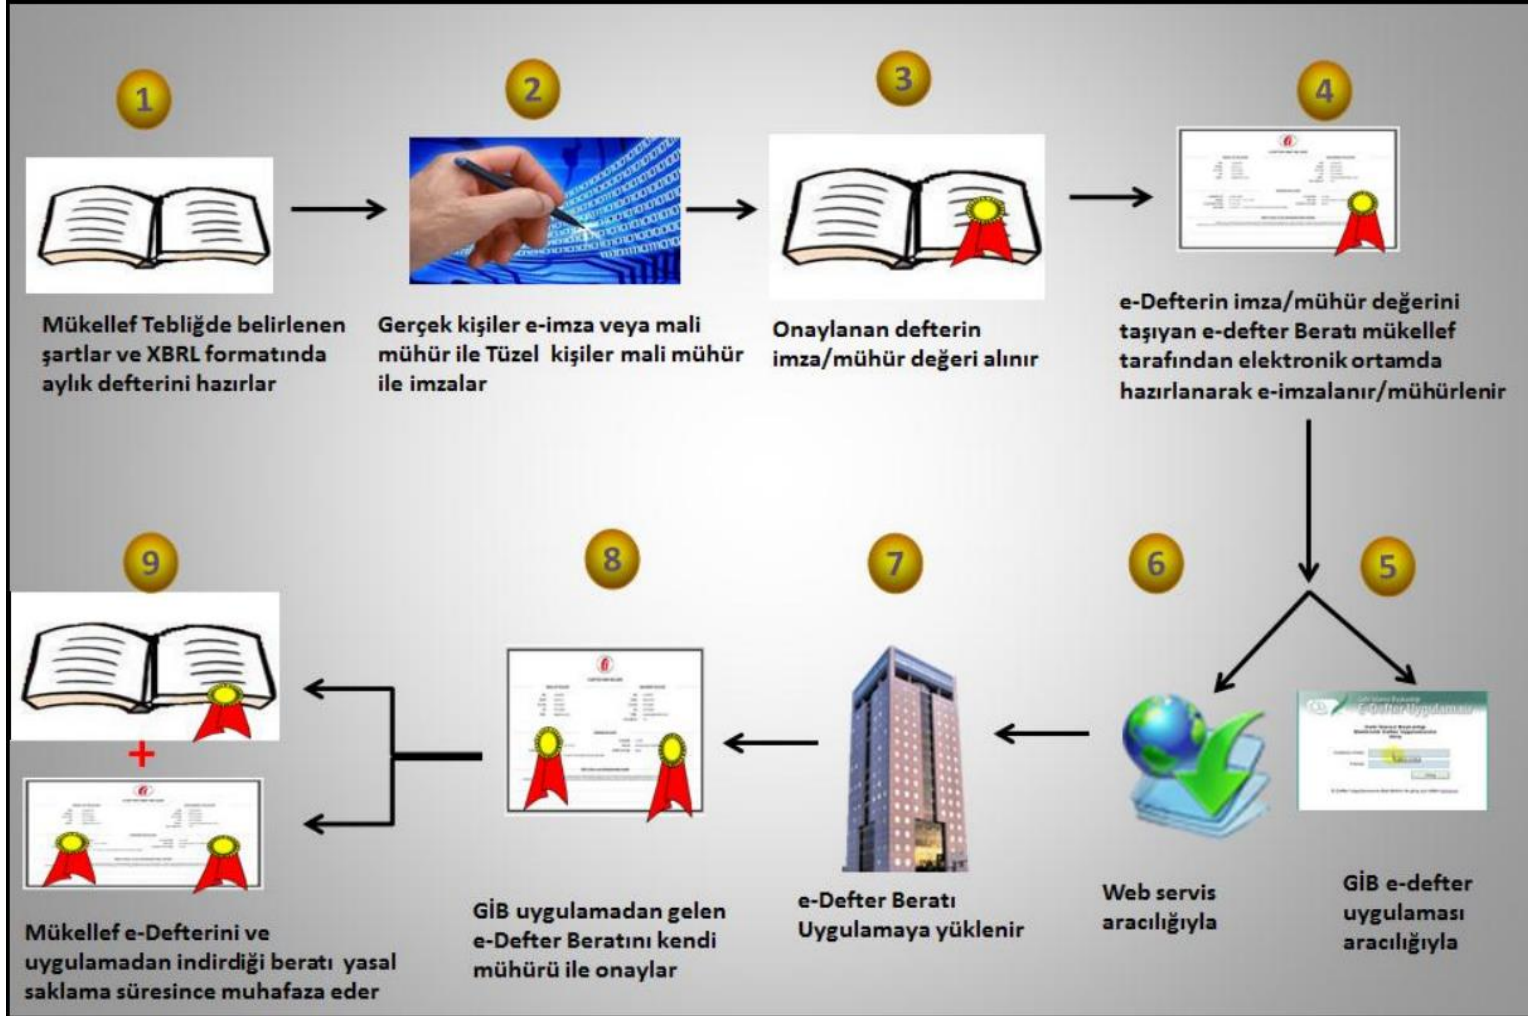 1
2
3
4
Mükellef Tebliğde belirlenen
şartlar ve XBRL formatında
aylık defterini hazırlar
Gerçek kişiler e-imza veya mali
mühür ile Tüzel kişiler mali mühür
ile imzalar
Onaylanan defterin
imza/mühür değeri alınır
e-Defterin imza/mühür değerini
taşıyan e-defter Beratı mükellef
tarafından elektronik ortamda
hazırlanarak e-imzalanır/mühürlenir
5
GİB e-defter
uygulaması
aracılığıyla
6
Web servis
aracılığıyla
7
e-Defter Beratı
Uygulamaya yüklenir
8
GİB uygulamadan gelen
e-Defter Beratını kendi
mühürü ile onaylar
9
+
Mükellef e-Defterini ve
uygulamadan indirdiği beratı yasal
saklama süresince muhafaza eder
E-Defter Uygulaması